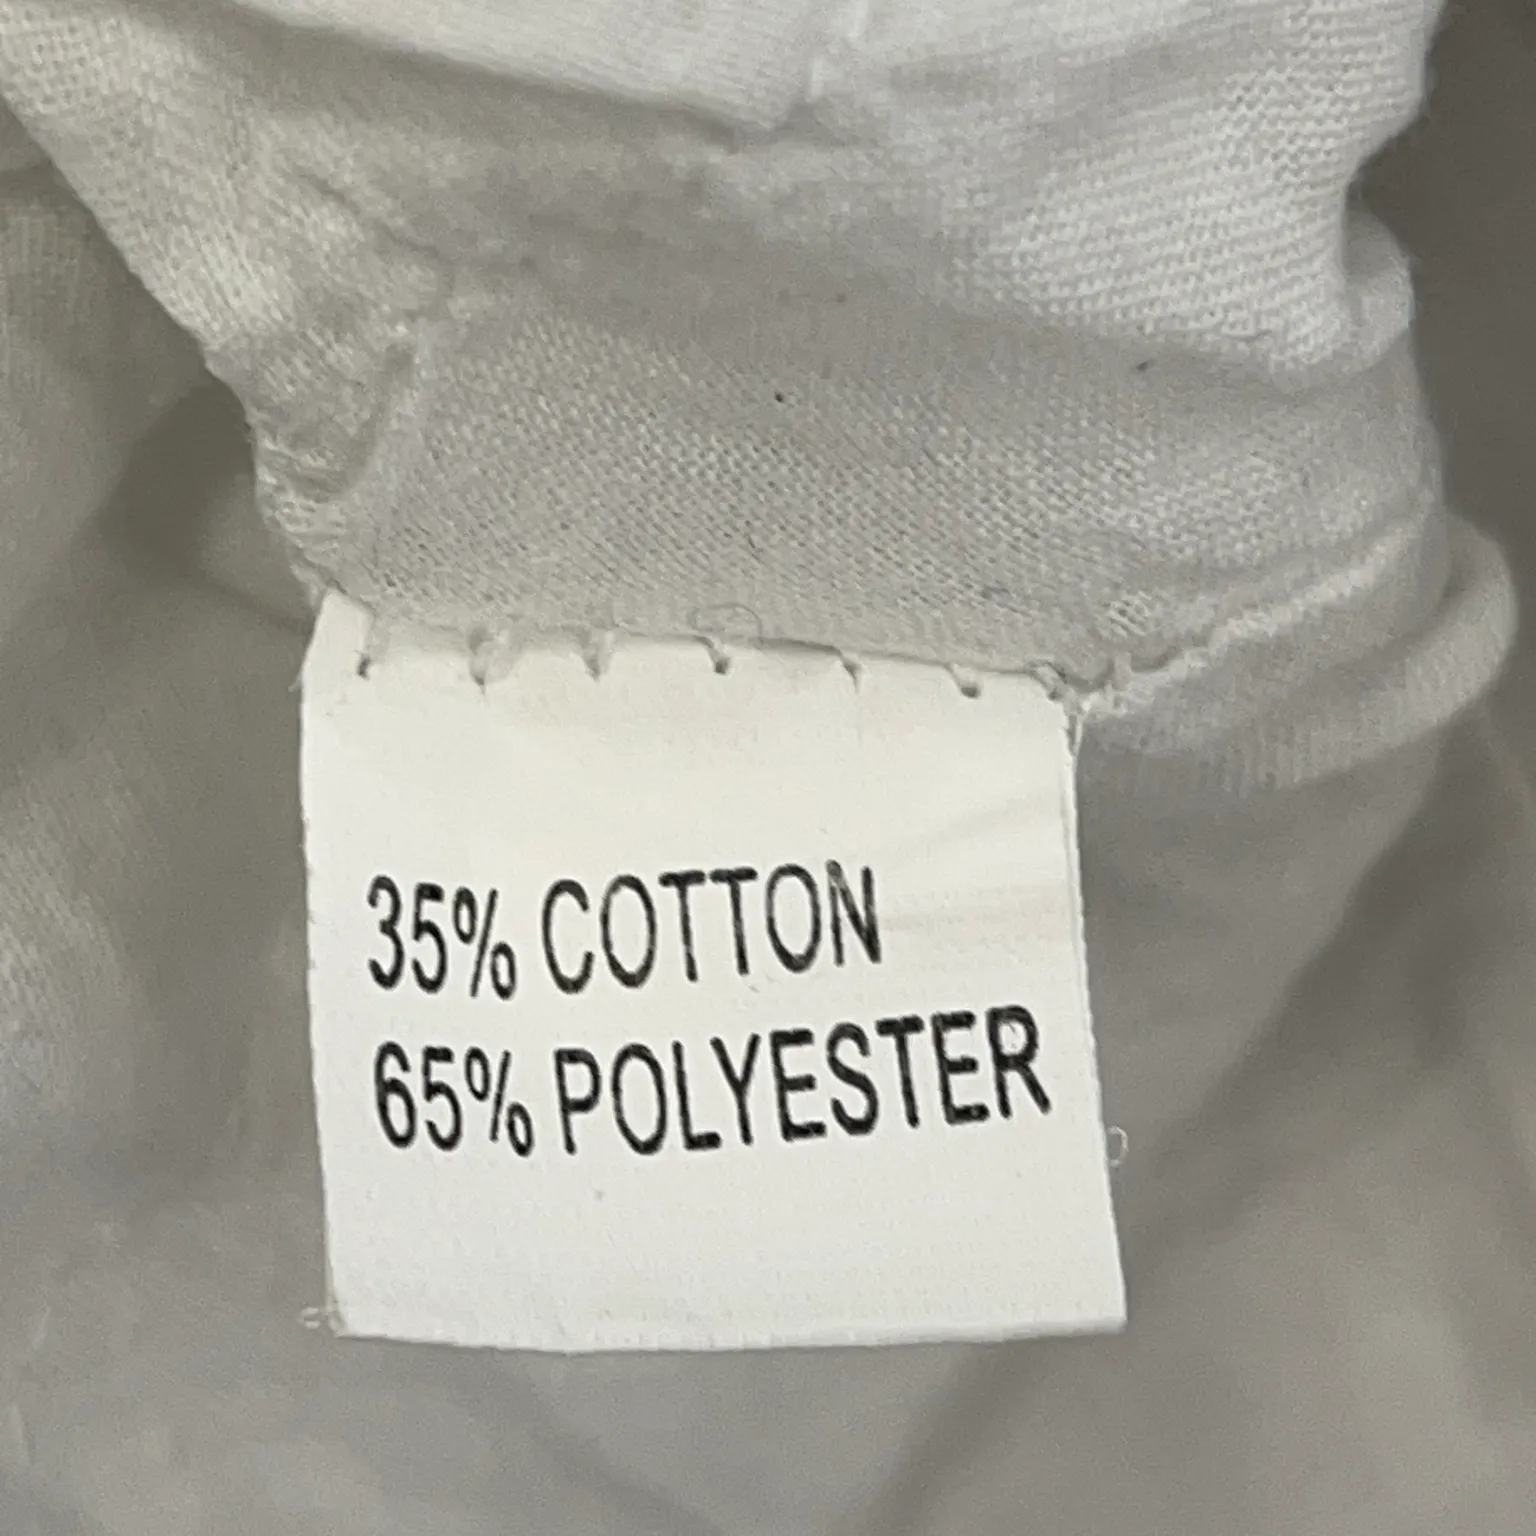 35% COTTON
65% POLYESTER